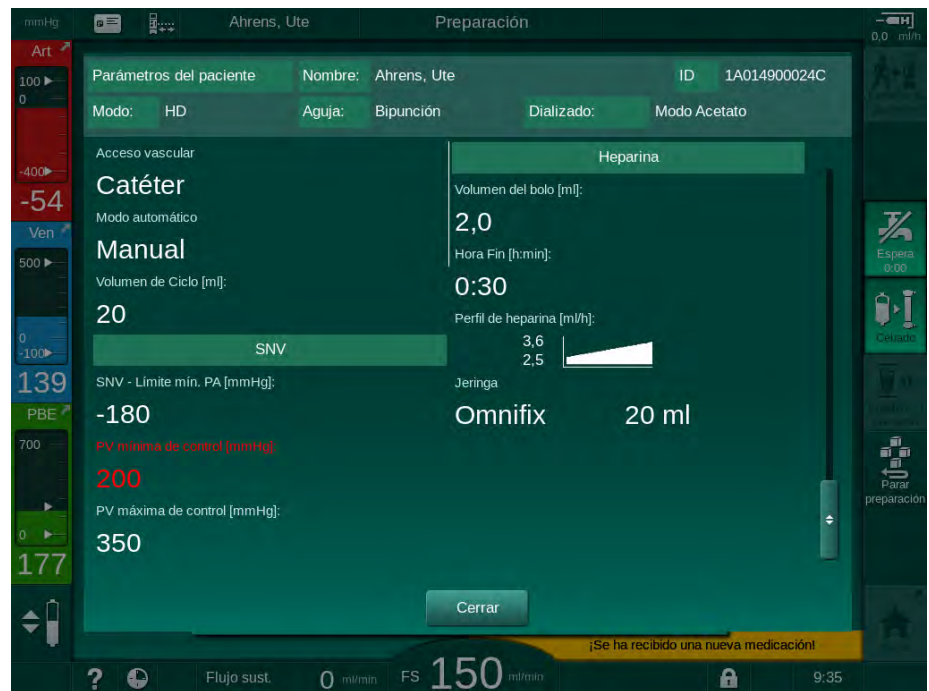 mmHg
Ahrens, Ute
Preparación
0,0 ml/h
Art
100
0
-400
-54
Ven
500
0
-100
139
PBE
700
0
177
Parámetros del paciente Nombre: Ahrens, Ute ID 1A014900024C
Modo: HD Aguja: Bipunción Dializado: Modo Acetato
Acceso vascular
Catéter
Modo automático
Manual
Volumen de Ciclo [ml]:
20
SNV
SNV - Límite mín. PA [mmHg]:
-180
PV mínima de control [mmHg]:
200
PV máxima de control [mmHg]:
350
Heparina
Volumen del bolo [ml]:
2,0
Hora Fin [h:min]:
0:30
Perfil de heparina [ml/h]:
3,6
2,5
Jeringa
Omnifix 20 ml
Cerrar
Espera
0:00
Cebado
Parar
preparación
¡Se ha recibido una nueva medicación!
? Flujo sust. 0 ml/min FS 150 ml/min 9:35